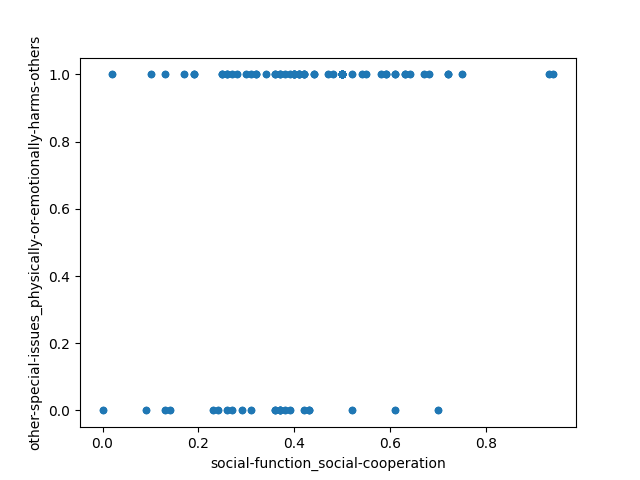 other-special-issues_physically-or-emotionally-harms-others
1.0
0.8
0.6
0.4
0.2
0.0
0.0 0.2 0.4 0.6 0.8
social-function_social-cooperation